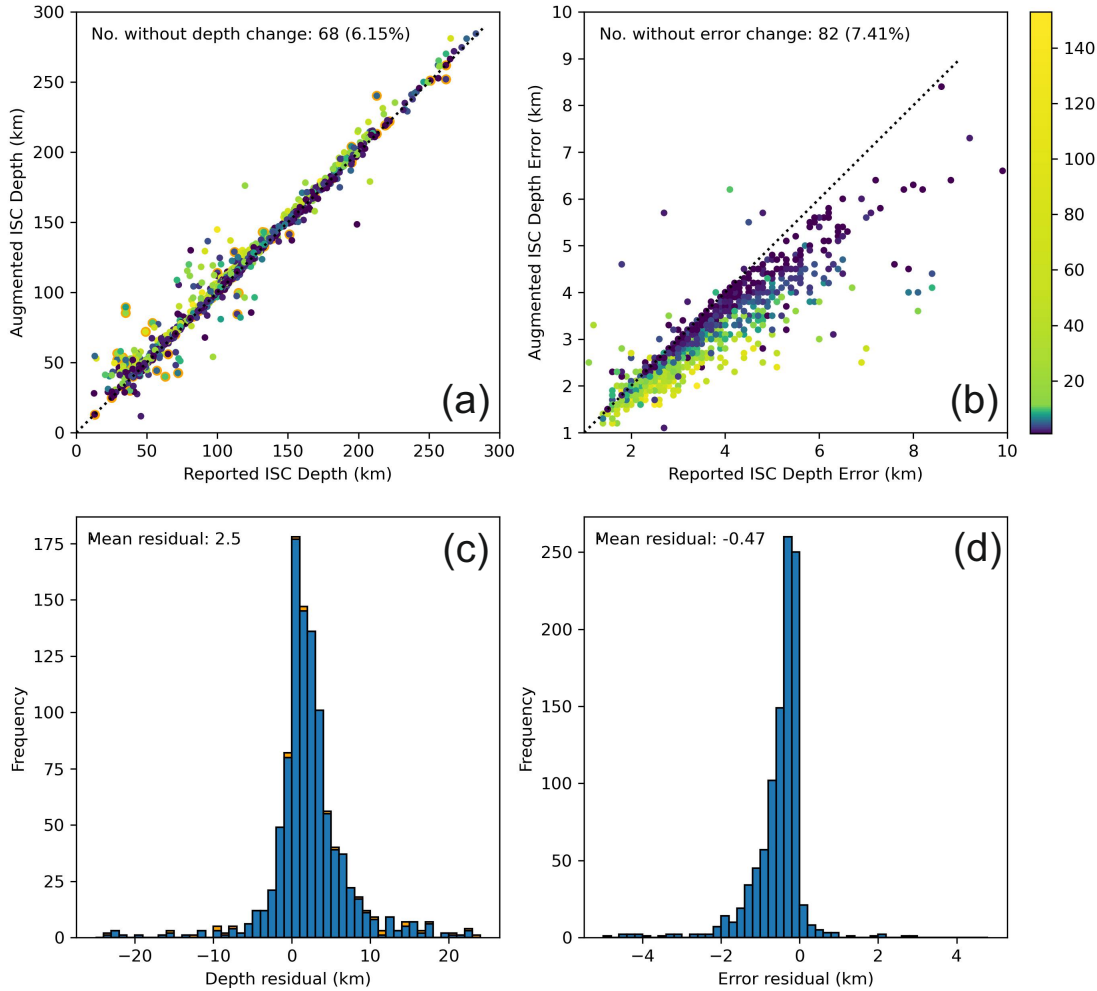 No. without depth change: 68 (6.15%)
300
250
200
150
100
50
0
Augmented ISC Depth (km)
0 50 100 150 200 250 300
Reported ISC Depth (km)
(a)
No. without error change: 82 (7.41%)
10
9
8
7
6
5
4
3
2
1
Augmented ISC Depth Error (km)
2 4 6 8 10
Reported ISC Depth Error (km)
(b)
140
120
100
80
60
40
20
Mean residual: 2.5
(c)
175
150
125
100
75
50
25
0
Frequency
−20 −10 0 10 20
Depth residual (km)
Mean residual: -0.47
(d)
250
200
150
100
50
0
Frequency
−4 −2 0 2 4
Error residual (km)